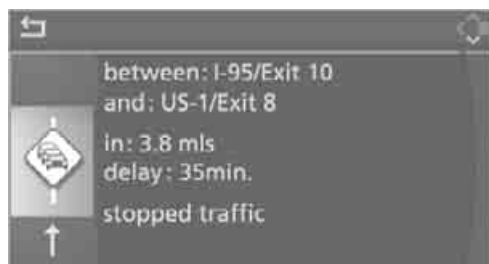 between: I-95/Exit 10
and: US-1/Exit 8
in: 3.8 mls
delay: 35min.
stopped traffic